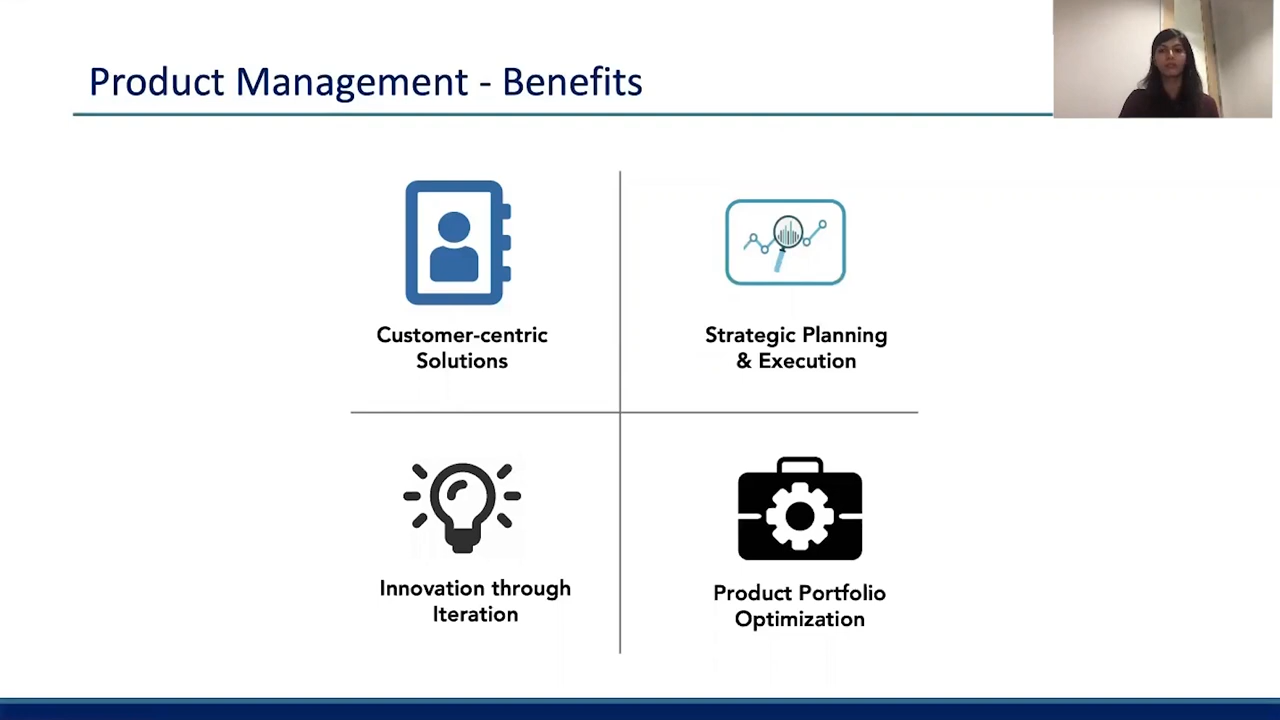 Product Management - Benefits
Customer-centric
Solutions
Strategic Planning
& Execution
Innovation through
Iteration
Product Portfolio
Optimization